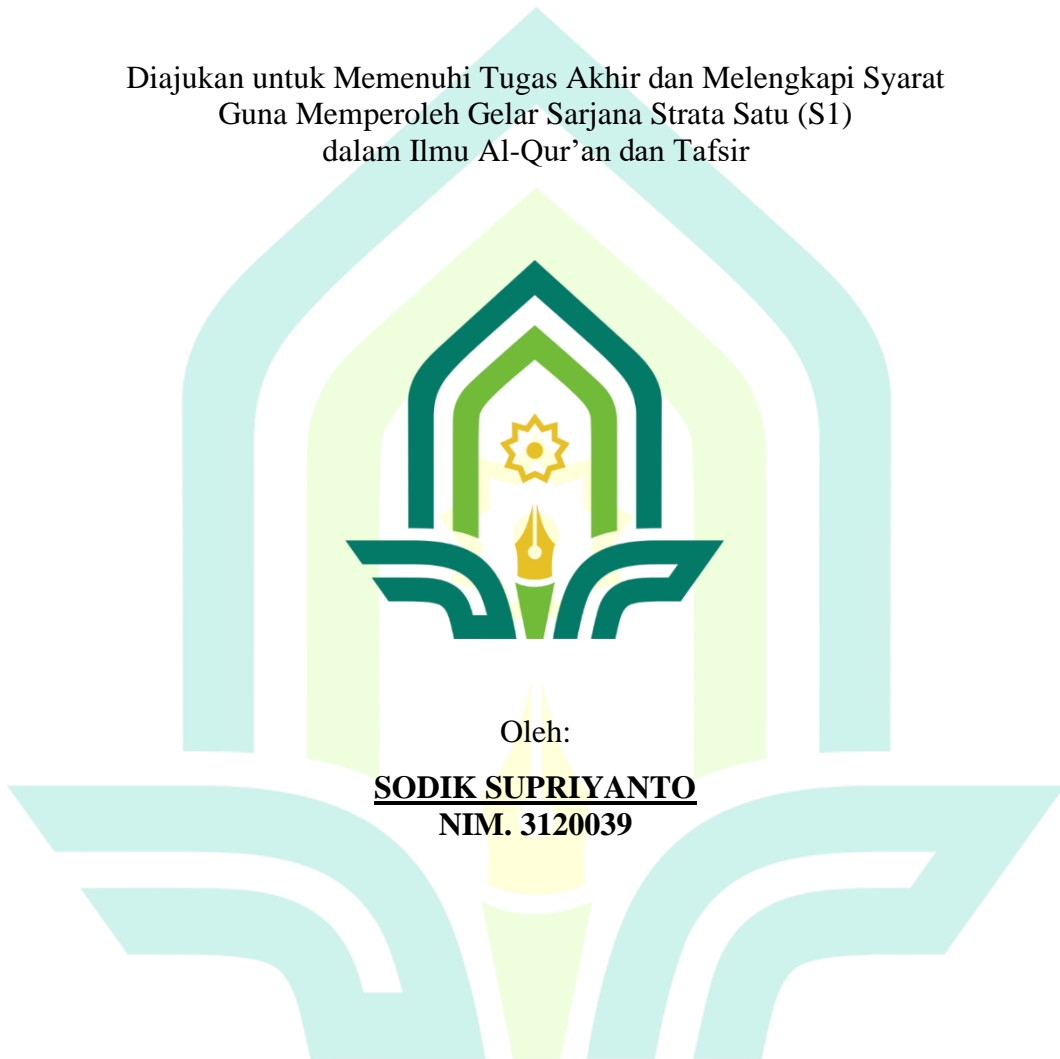 Diajukan untuk Memenuhi Tugas Akhir dan Melengkapi Syarat
Guna Memperoleh Gelar Sarjana Strata Satu (S1)
dalam Ilmu Al-Qur’an dan Tafsir
Oleh:
SODIK SUPRIYANTO
NIM. 3120039